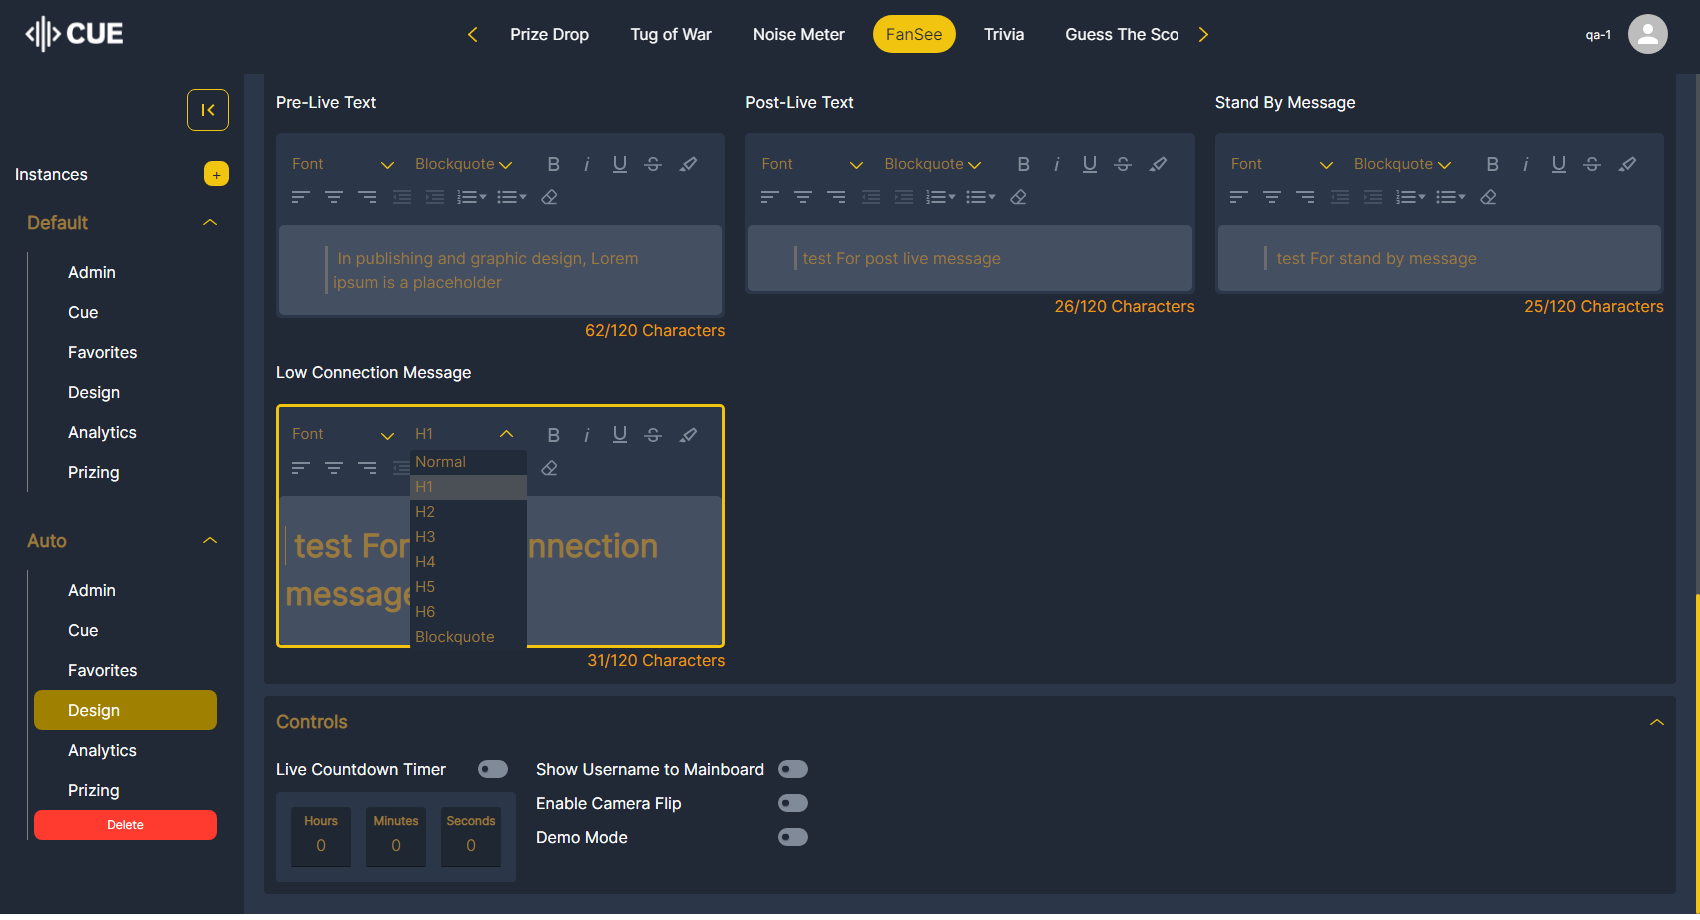 CUE
Prize Drop
Tug of War
Noise Meter
FanSee
Trivia
Guess The Sco
qa-1
Instances
+
Default
Admin
Cue
Favorites
Design
Analytics
Prizing
Auto
Admin
Cue
Favorites
Design
Analytics
Prizing
Delete
Pre-Live Text
Font
Blockquote
B
i
U
S
In publishing and graphic design, Lorem
ipsum is a placeholder
62/120 Characters
Post-Live Text
Font
Blockquote
B
i
U
S
test For post live message
26/120 Characters
Stand By Message
Font
Blockquote
B
i
U
S
test For stand by message
25/120 Characters
Low Connection Message
Font
H1
B
i
U
S
Normal
H1
H2
H3
H4
H5
H6
Blockquote
test For nnection
message
31/120 Characters
Controls
Live Countdown Timer
Hours
0
Minutes
0
Seconds
0
Show Username to Mainboard
Enable Camera Flip
Demo Mode